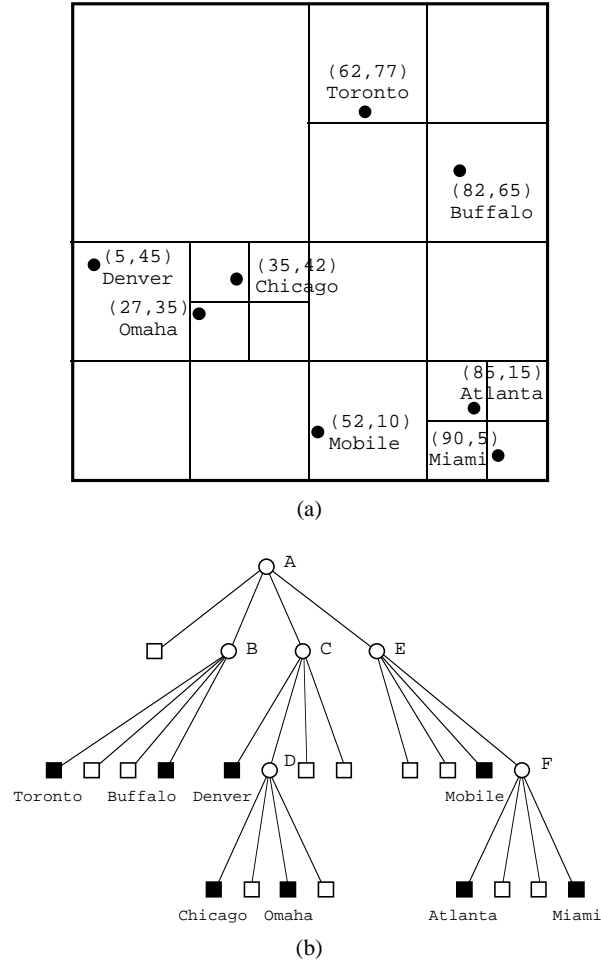 (62,77)
Toronto
(82,65)
Buffalo
(5,45)
Denver
(35,42)
Chicago
(27,35)
Omaha
(85,15)
Atlanta
(52,10)
Mobile
(90,5)
Miami
(a)
A
B
C
E
D
F
Toronto
Buffalo
Denver
Mobile
Chicago
Omaha
Atlanta
Miami
(b)